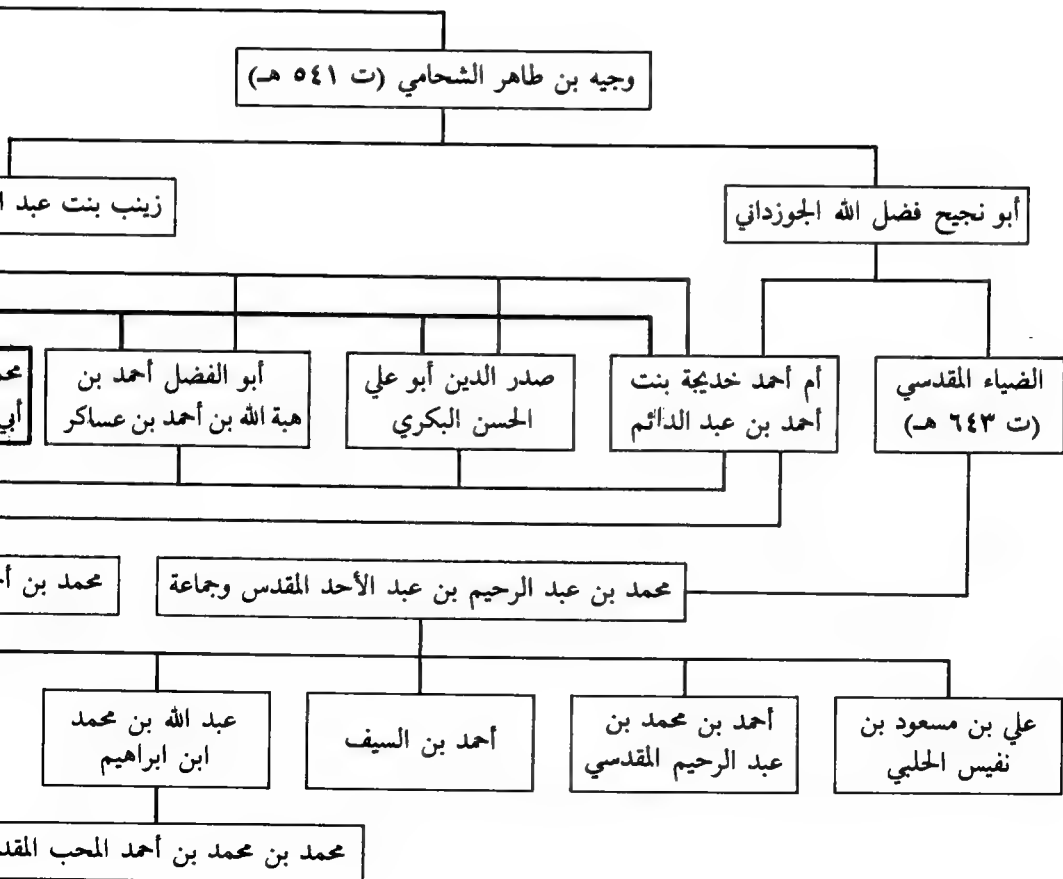 وجيه بن طاهر الشحامي (ت ٥٤١ هـ)
أبو نجيح فضل الله الجوزداني
زينب بنت عبد
الضياء المقدسي
(ت ٦٤٣ هـ)
أم أحمد خديجة بنت
أحمد بن عبد الدائم
صدر الدين أبو علي
الحسن البكري
أبو الفضل أحمد بن
هبة الله بن أحمد بن عساكر
أبي
محمد بن عبد الرحيم بن عبد الأحد المقدس وجماعة
محمد بن
علي بن مسعود بن
نفيس الحلبي
أحمد بن محمد بن
عبد الرحيم المقدسي
أحمد بن السيف
عبد الله بن محمد
ابن ابراهيم
محمد بن محمد بن أحمد المحب